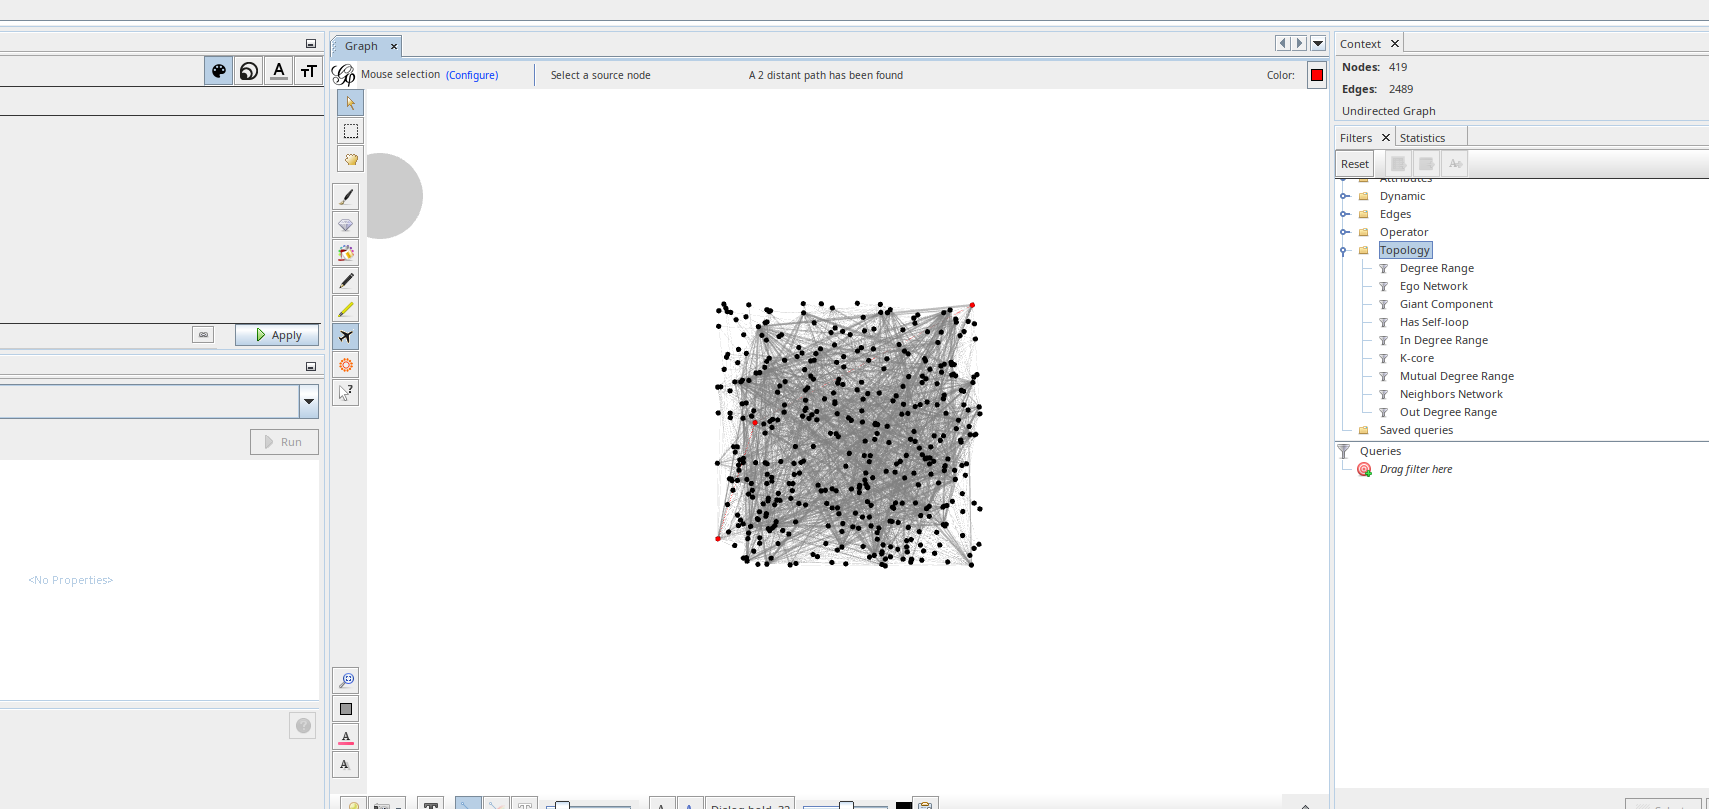 Graph
Context
Mouse selection (Configure)
Select a source node
A 2 distant path has been found
Color:
Nodes: 419
Edges: 2489
Undirected Graph
Filters
Statistics
Reset
Attributes
Dynamic
Edges
Operator
Topology
Degree Range
Ego Network
Giant Component
Has Self-loop
In Degree Range
K-core
Mutual Degree Range
Neighbors Network
Out Degree Range
Saved queries
Queries
Drag filter here
Apply
Run
<No Properties>